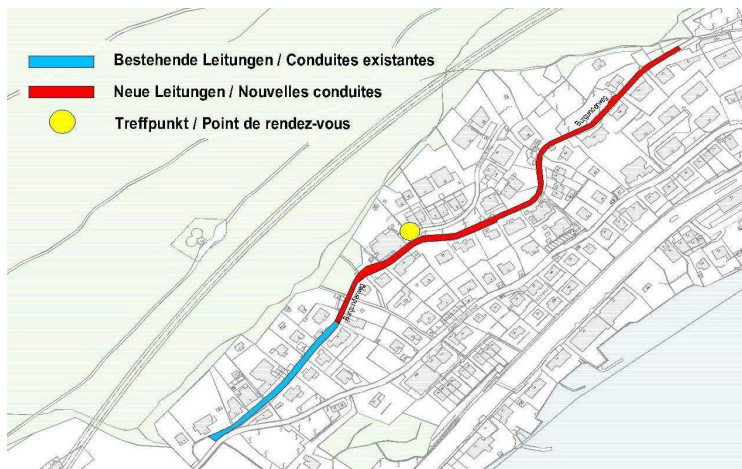 Bestehende Leitungen / Conduites existantes
Neue Leitungen / Nouvelles conduites
Treffpunkt / Point de rendez-vous